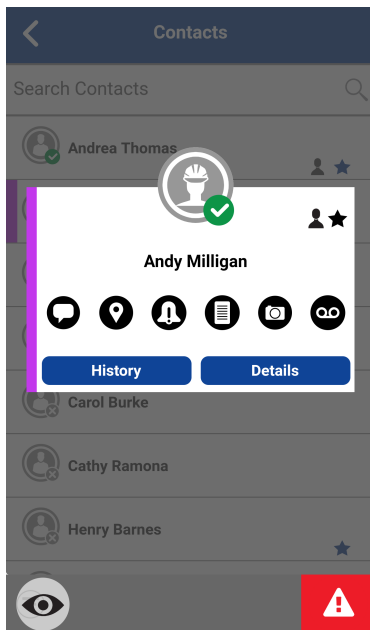 Contacts
Search Contacts
Andrea Thomas
Andy Milligan
History
Details
Carol Burke
Cathy Ramona
Henry Barnes